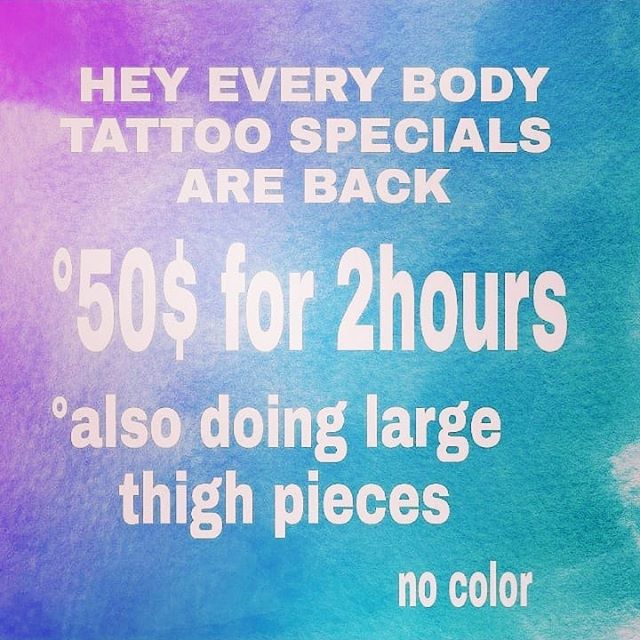 HEY EVERY BODY
TATTOO SPECIALS
ARE BACK
°50$ for 2hours
°also doing large
thigh pieces
no color